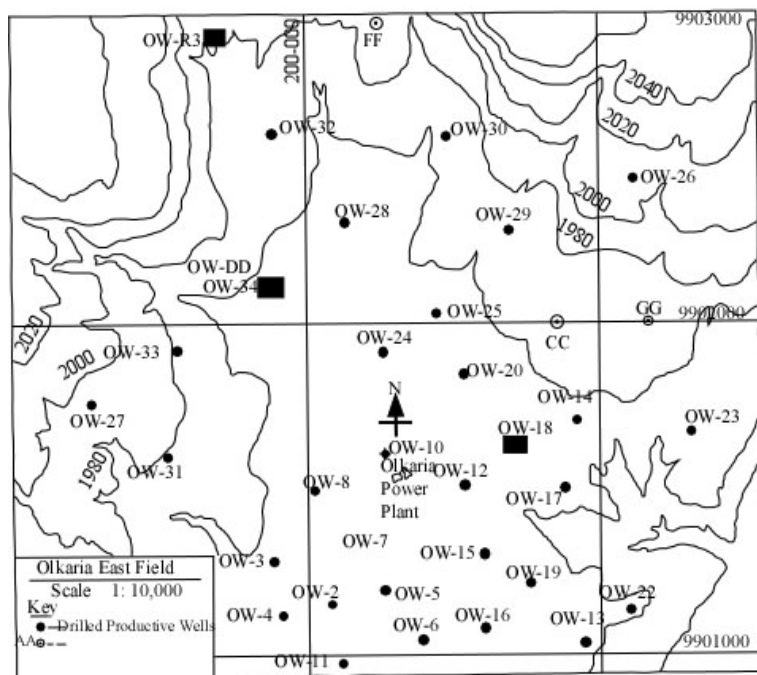 9903000
OW-R3
FF
200-000
2040
OW-32
OW-30
2020
OW-26
2000
OW-28
OW-29
1980
OW-DD
OW-34
GG
OW-25
9902000
2020
CC
OW-33
OW-24
2000
OW-20
N
OW-14
OW-27
OW-18
OW-23
OW-10
OW-31
Olkaria
1980
OW-8
Power
OW-12
Plant
OW-17
OW-7
OW-15
OW-3
Olkaria East Field
Scale 1: 10,000
OW-19
Key
OW-2
OW-5
OW-22
OW-4
Drilled Productive Wells
OW-16
OW-13
OW-6
AA
9901000
OW-11